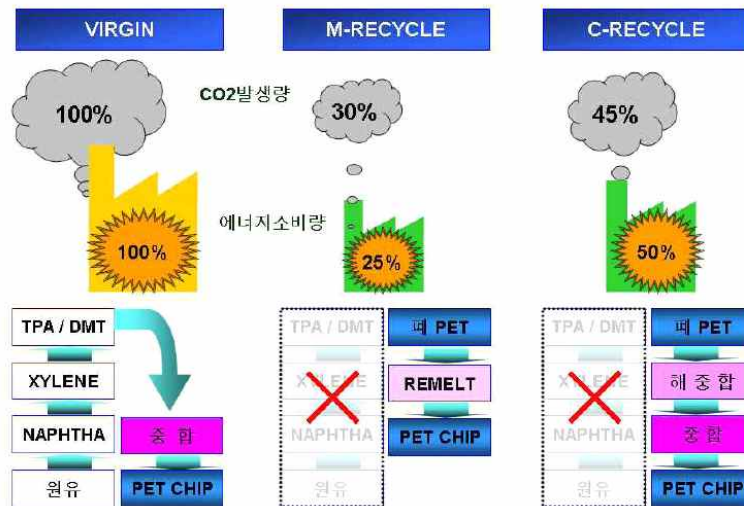 VIRGIN
M-RECYCLE
C-RECYCLE
CO2발생량
100%
30%
45%
에너지소비량
100%
25%
50%
TPA / DMT
XYLENE
NAPHTHA
원유
중 합
PET CHIP
TPA / DMT
XYLENE
NAPHTHA
원유
폐 PET
REMELT
PET CHIP
TPA / DMT
XYLENE
NAPHTHA
원유
폐 PET
해 중합
중 합
PET CHIP